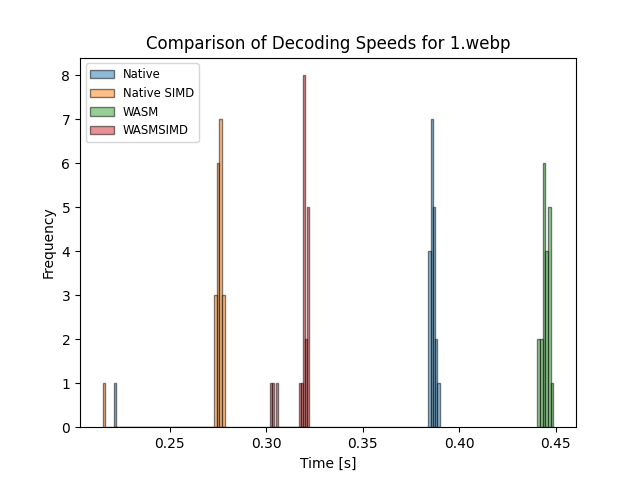 Comparison of Decoding Speeds for 1.webp
8
7
6
5
4
3
2
1
0
Frequency
Native
Native SIMD
WASM
WASMSIMD
0.25 0.30 0.35 0.40 0.45
Time [s]